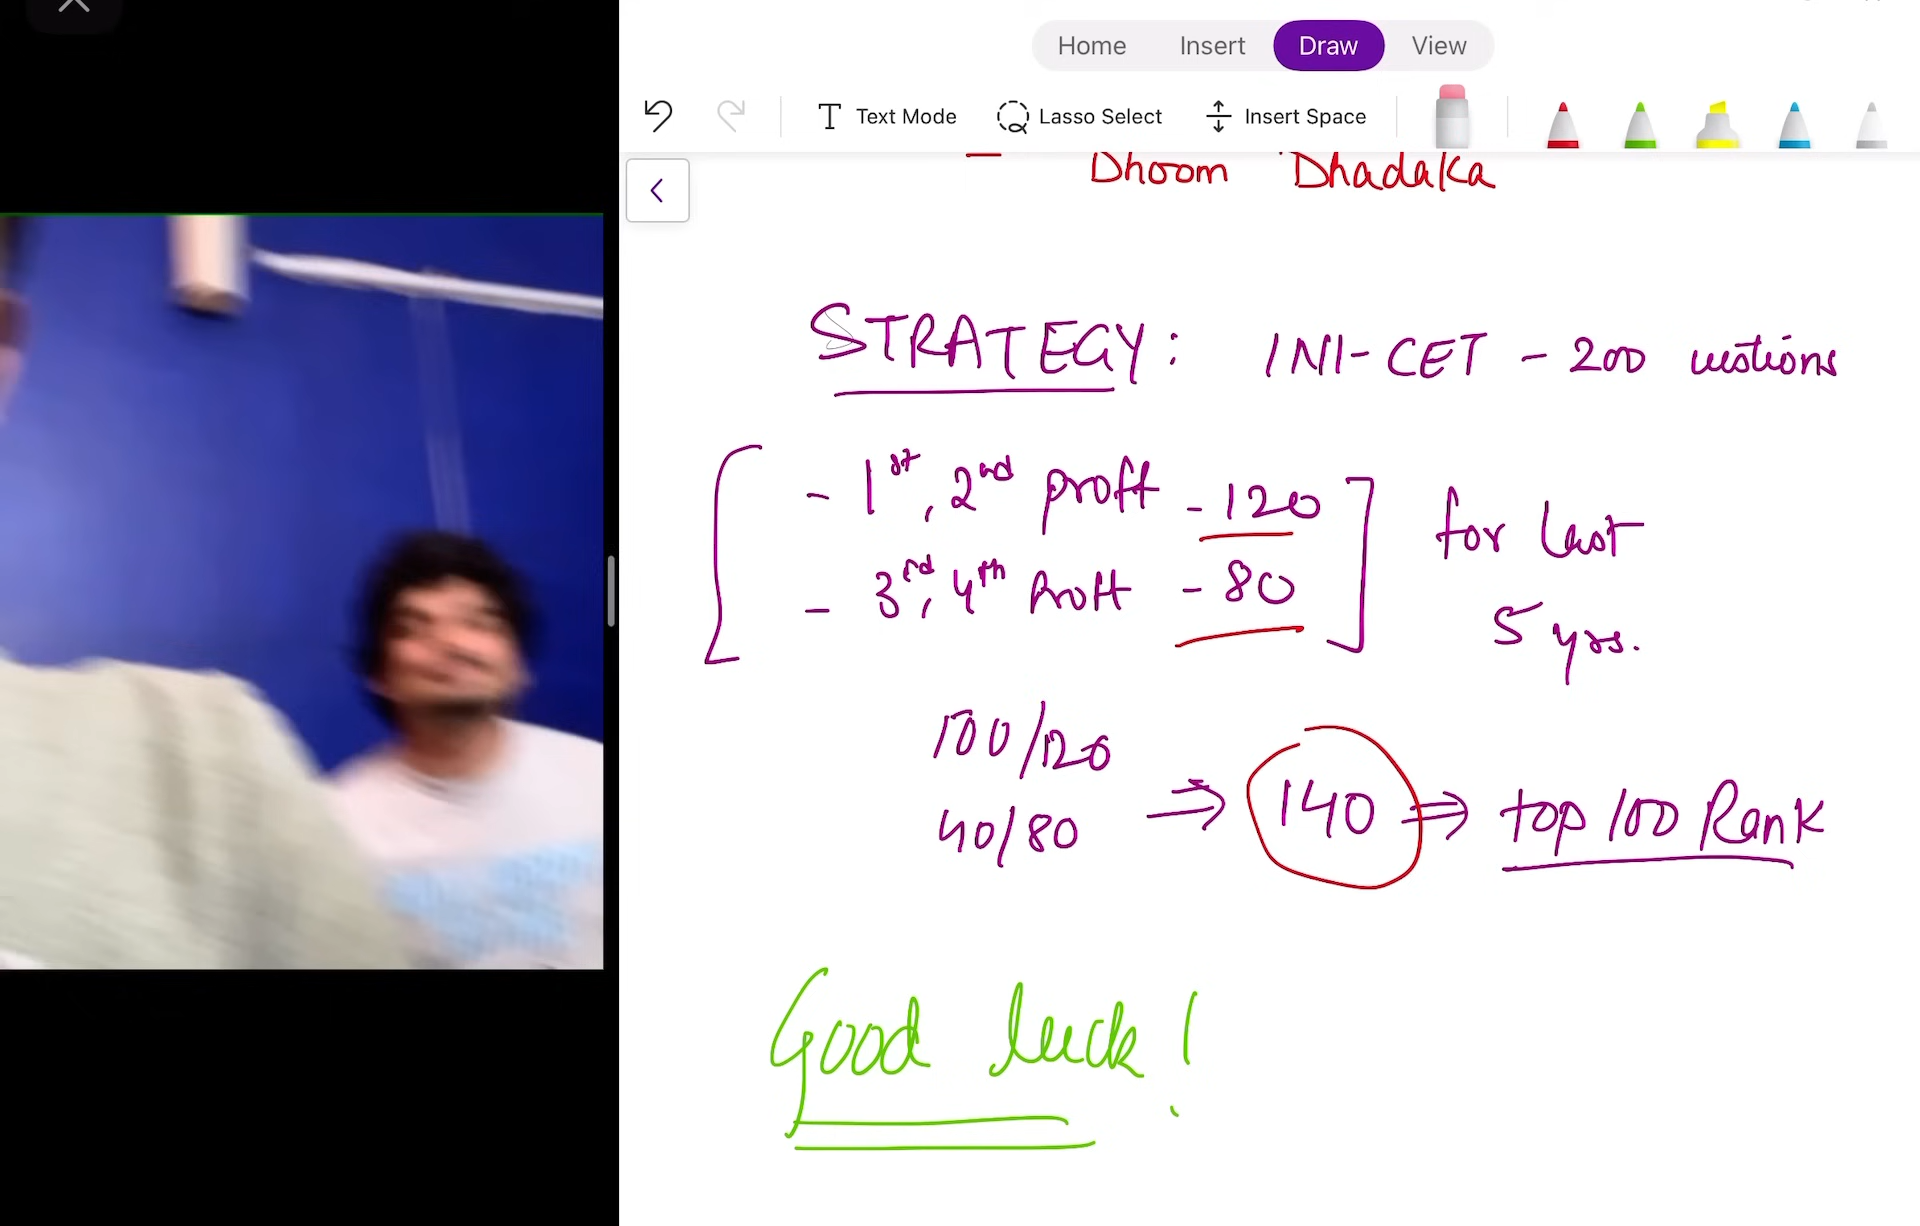 Home Insert Draw View
Text Mode Lasso Select Insert Space
Dhoom Dhadaka
STRATEGY: INI-CET - 200 uestions
- 1st, 2nd proff - 120
- 3rd, 4th Proff - 80
for last
5 yrs.
100/120
40/80 ⇒ 140 ⇒ top 100 Rank
Good luck!